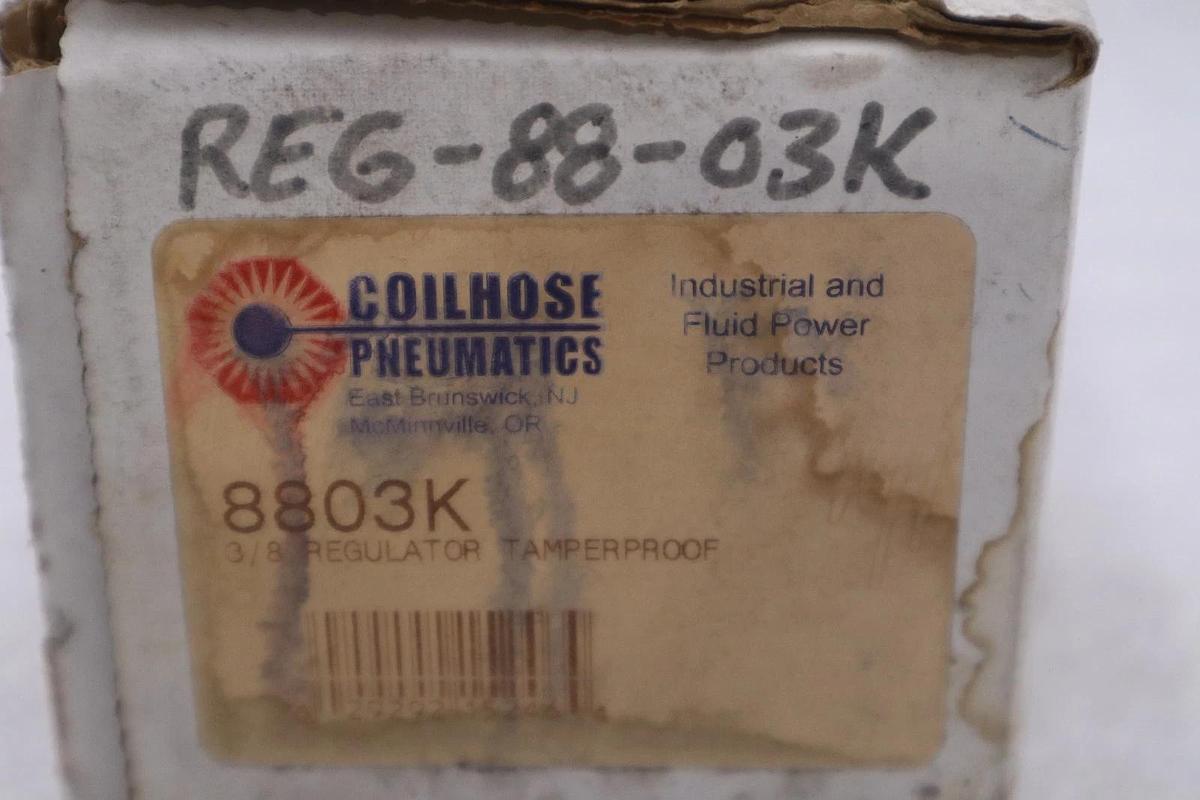 REG-88-03K
COILHOSE
PNEUMATICS
East Brunswick, NJ
McMinnville, OR
Industrial and
Fluid Power
Products
8803K
3/8 REGULATOR TAMPERPROOF